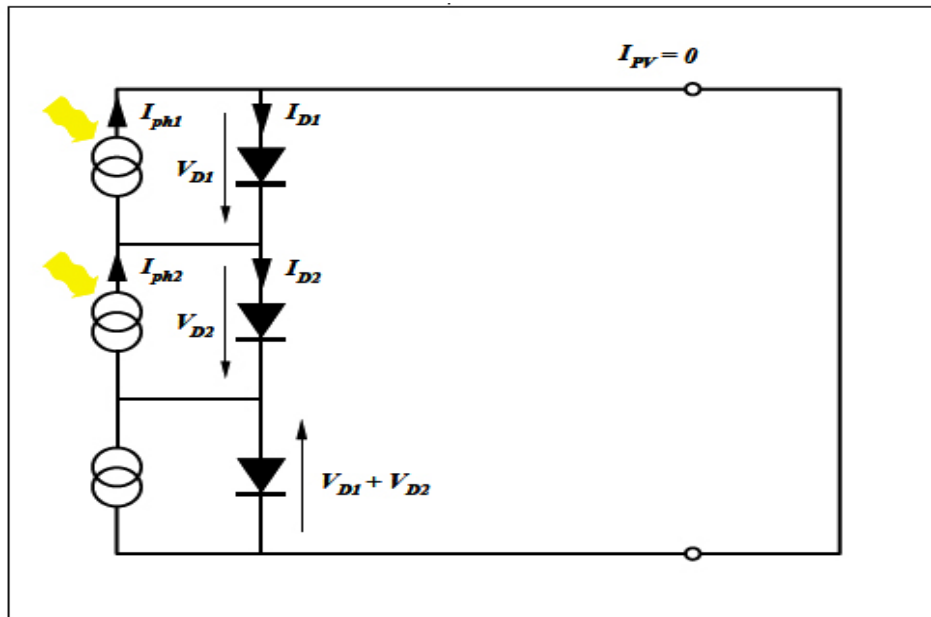 I_PV = 0
I_ph1
I_D1
V_D1
I_ph2
I_D2
V_D2
V_D1 + V_D2